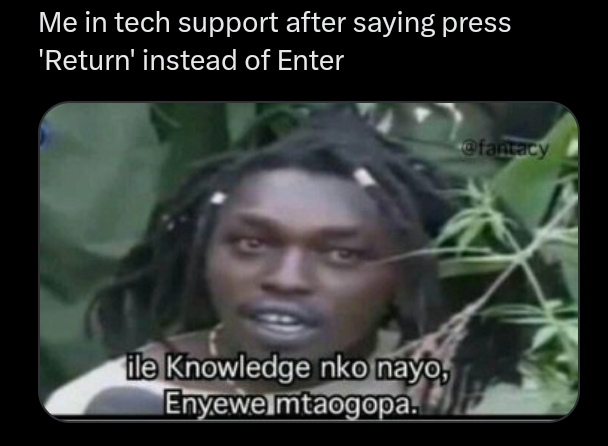 Me in tech support after saying press
'Return' instead of Enter
@fantacy
ile Knowledge nko nayo,
Enyewe mtaogopa.